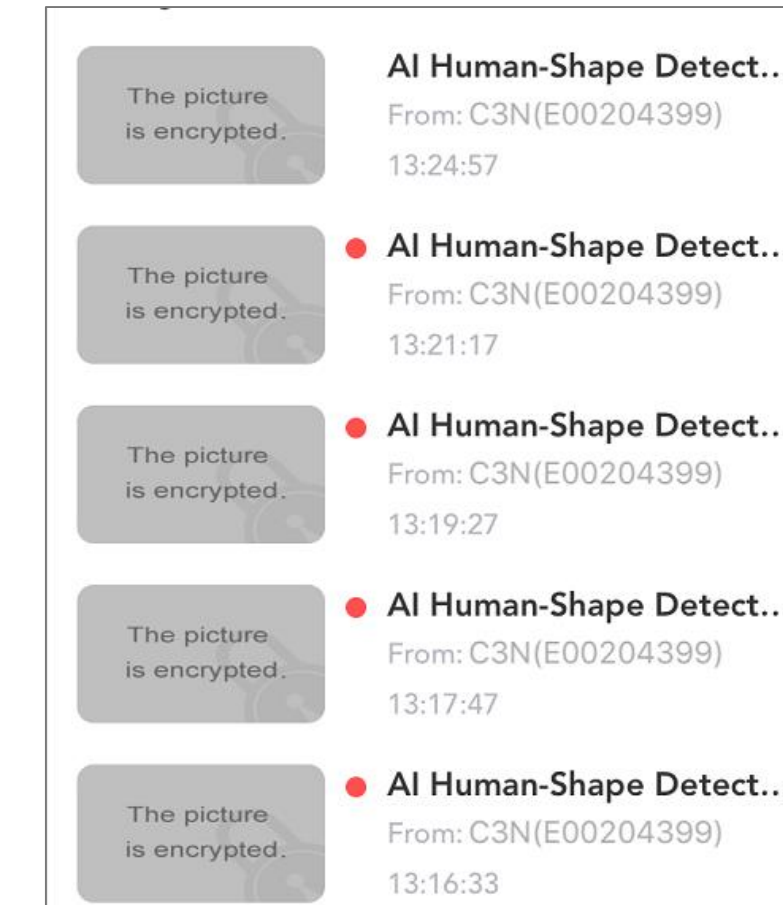 The picture
is encrypted.
AI Human-Shape Detect..
From: C3N(E00204399)
13:24:57
The picture
is encrypted.
AI Human-Shape Detect..
From: C3N(E00204399)
13:21:17
The picture
is encrypted.
AI Human-Shape Detect..
From: C3N(E00204399)
13:19:27
The picture
is encrypted.
AI Human-Shape Detect..
From: C3N(E00204399)
13:17:47
The picture
is encrypted.
AI Human-Shape Detect..
From: C3N(E00204399)
13:16:33